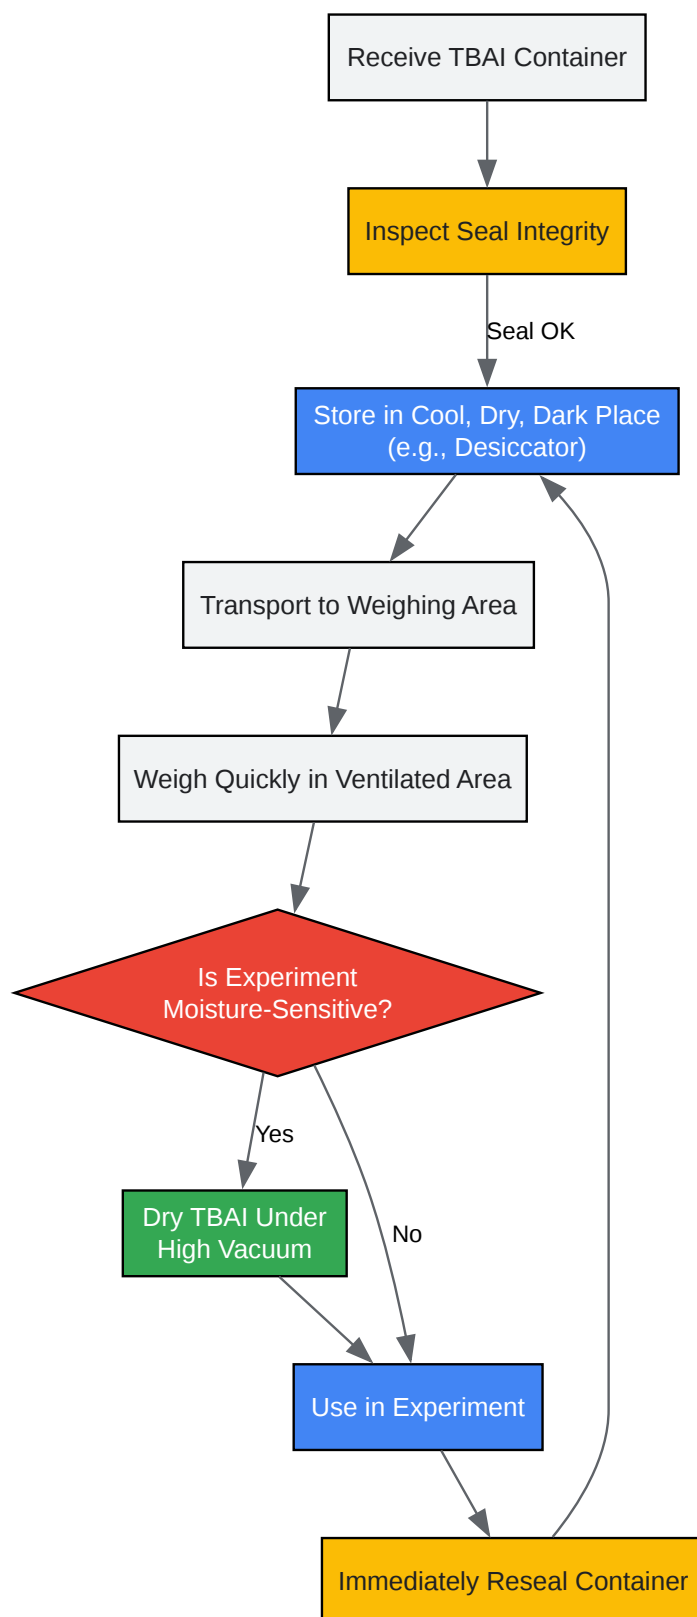 Receive TBAI Container
Inspect Seal Integrity
Seal OK
Store in Cool, Dry, Dark Place
(e.g., Desiccator)
Transport to Weighing Area
Weigh Quickly in Ventilated Area
Is Experiment
Moisture-Sensitive?
Yes
Dry TBAI Under
High Vacuum
No
Use in Experiment
Immediately Reseal Container